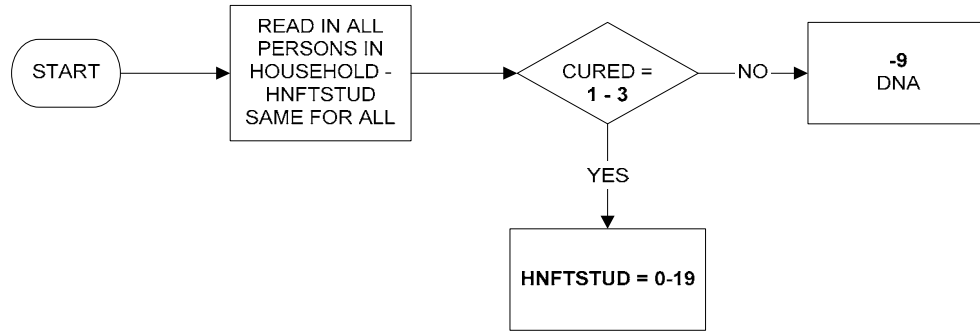 START
READ IN ALL
PERSONS IN
HOUSEHOLD -
HNFTSTUD
SAME FOR ALL
CURED =
1 - 3
NO
-9
DNA
YES
HNFTSTUD = 0-19